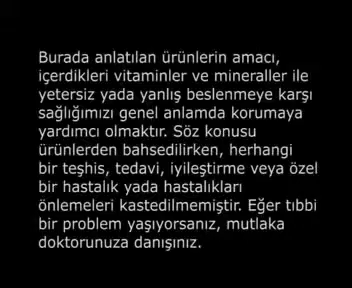 Burada anlatılan ürünlerin amacı,
içerdikleri vitaminler ve mineraller ile
yetersiz yada yanlış beslenmeye karşı
sağlığımızı genel anlamda korumaya
yardımcı olmaktır. Söz konusu
ürünlerden bahsedilirken, herhangi
bir teşhis, tedavi, iyileştirme veya özel
bir hastalık yada hastalıkları
önlemeleri kastedilmemiştir. Eğer tıbbi
bir problem yaşıyorsanız, mutlaka
doktorunuza danışınız.